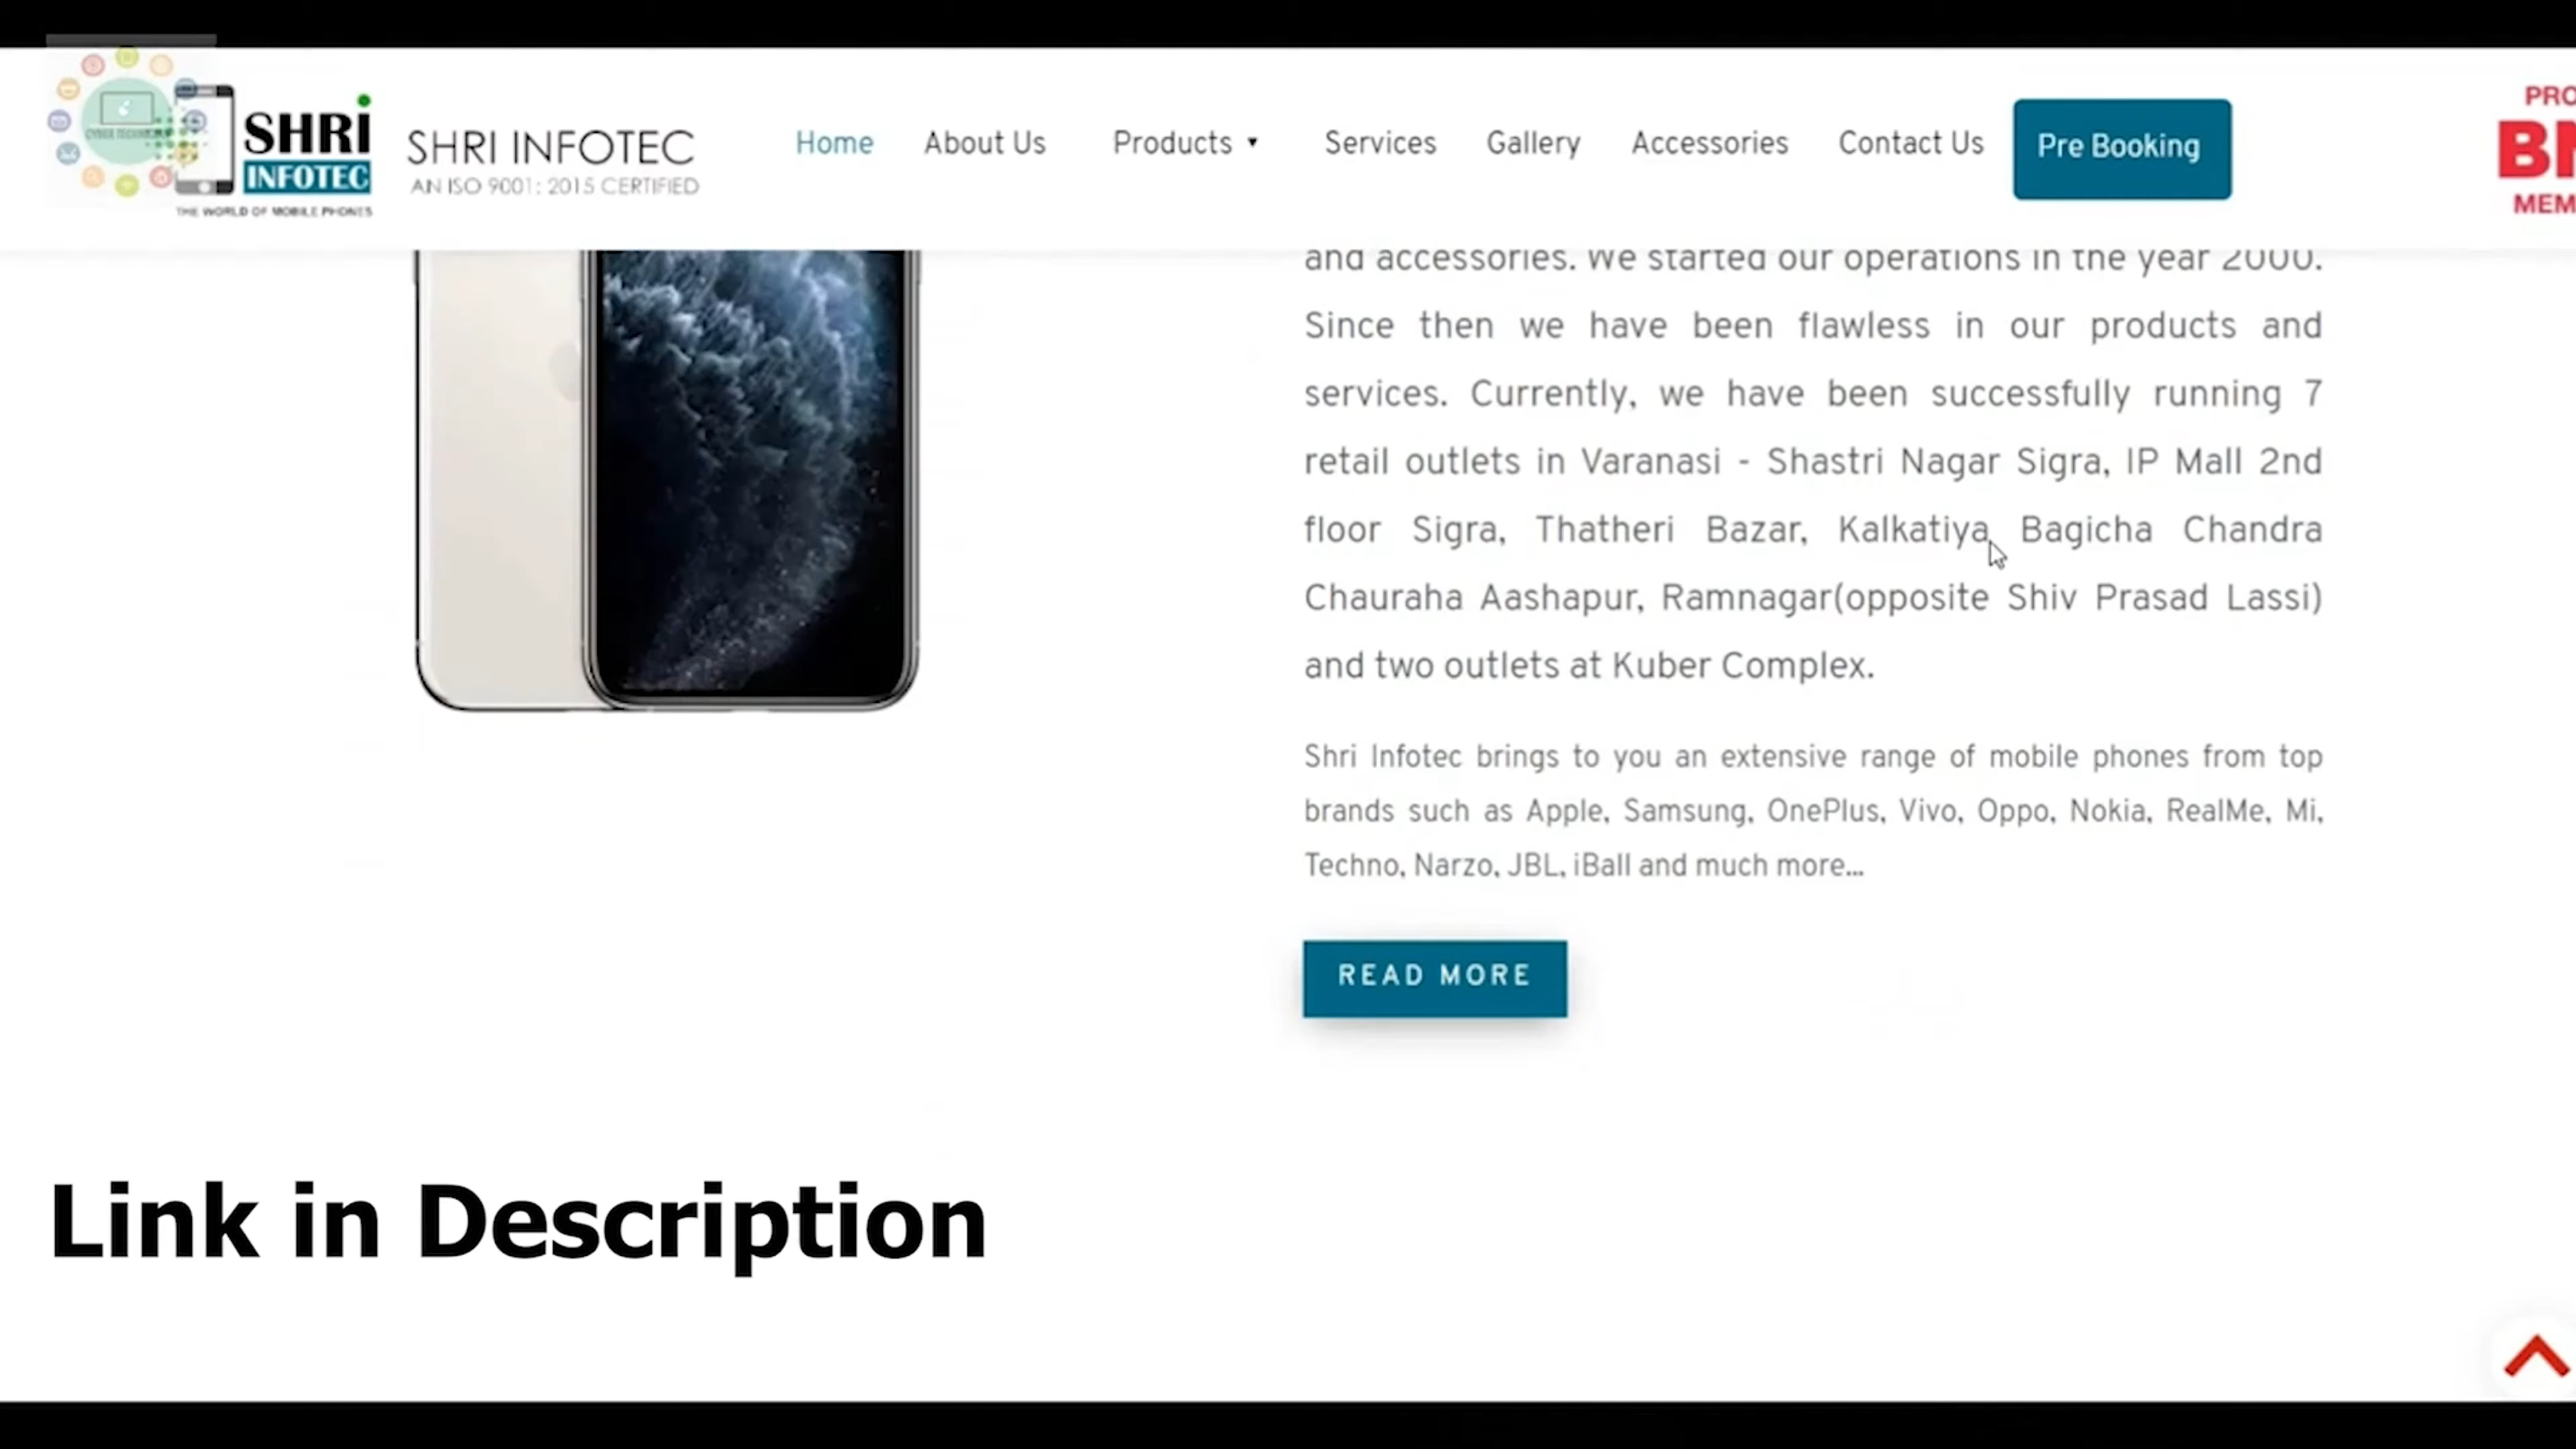 SHRi
INFOTEC
THE WORLD OF MOBILE PHONES
SHRI INFOTEC
AN ISO 9001: 2015 CERTIFIED
Home
About Us
Products
Services
Gallery
Accessories
Contact Us
Pre Booking
PRO
BN
MEM
and accessories. We started our operations in the year 2000.
Since then we have been flawless in our products and
services. Currently, we have been successfully running 7
retail outlets in Varanasi - Shastri Nagar Sigra, IP Mall 2nd
floor Sigra, Thatheri Bazar, Kalkatiya Bagicha Chandra
Chauraha Aashapur, Ramnagar(opposite Shiv Prasad Lassi)
and two outlets at Kuber Complex.
Shri Infotec brings to you an extensive range of mobile phones from top
brands such as Apple, Samsung, OnePlus, Vivo, Oppo, Nokia, RealMe, Mi,
Techno, Narzo, JBL, iBall and much more...
READ MORE
Link in Description